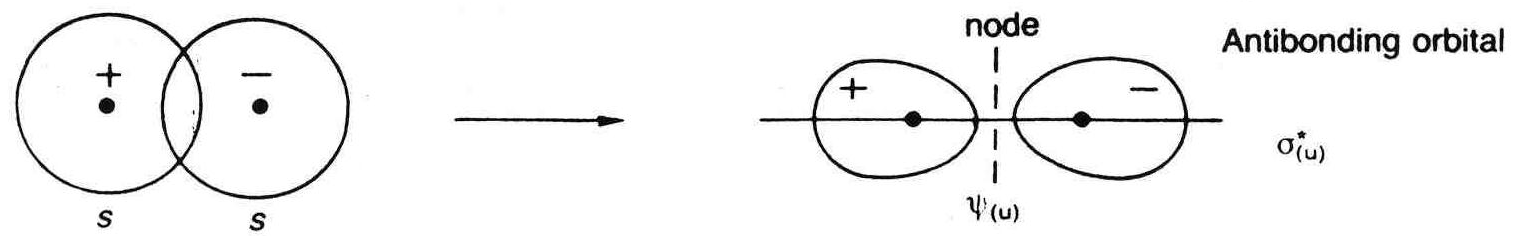 + − node
+ − Antibonding orbital
σ*(u)
ψ(u)
s s